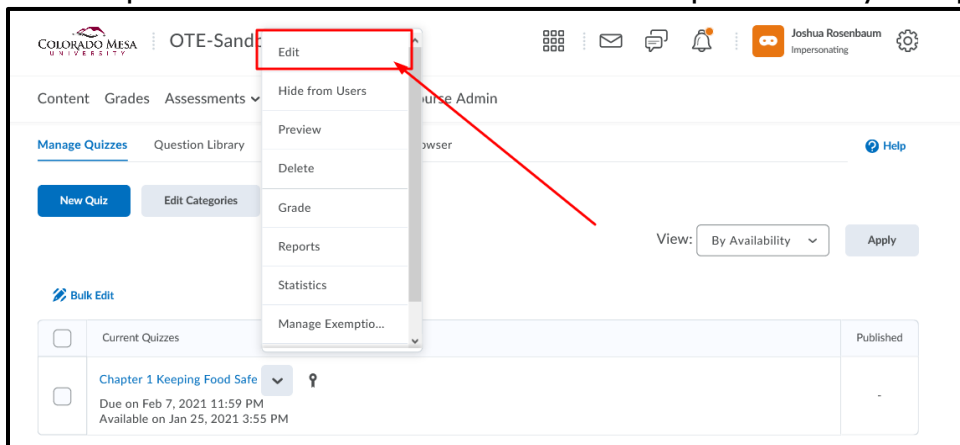 COLORADO MESA
UNIVERSITY
OTE-Sand
Joshua Rosenbaum
Impersonating
Edit
Hide from Users
Preview
Delete
Grade
Reports
Statistics
Manage Exemptio...
Content Grades Assessments
Course Admin
Manage Quizzes Question Library
Help
New Quiz Edit Categories
View: By Availability Apply
Bulk Edit
Current Quizzes Published
Chapter 1 Keeping Food Safe
Due on Feb 7, 2021 11:59 PM
-
Available on Jan 25, 2021 3:55 PM